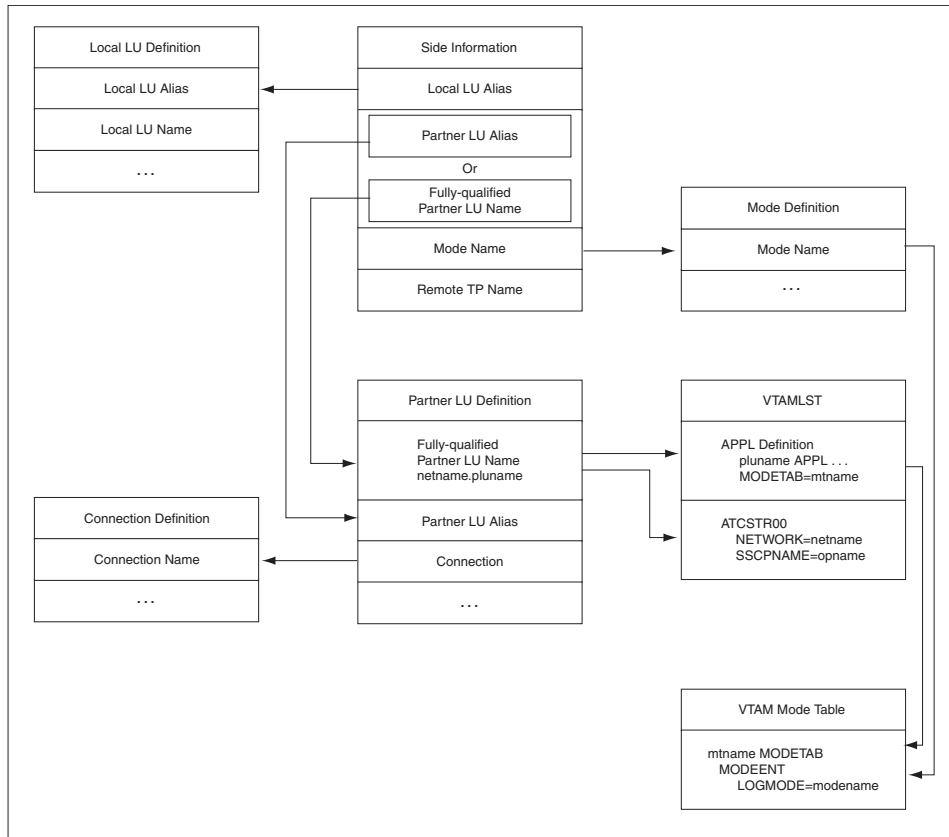 Local LU Definition
Local LU Alias
Local LU Name
...
Side Information
Local LU Alias
Partner LU Alias
Or
Fully-qualified
Partner LU Name
Mode Name
Remote TP Name
Mode Definition
Mode Name
...
Partner LU Definition
Fully-qualified
Partner LU Name
netname.pluname
Partner LU Alias
Connection
...
VTAMLST
APPL Definition
pluname APPL . . .
MODETAB=mtname
ATCSTR00
NETWORK=netname
SSCPNAME=opname
Connection Definition
Connection Name
...
VTAM Mode Table
mtname MODETAB
MODEENT
LOGMODE=modename